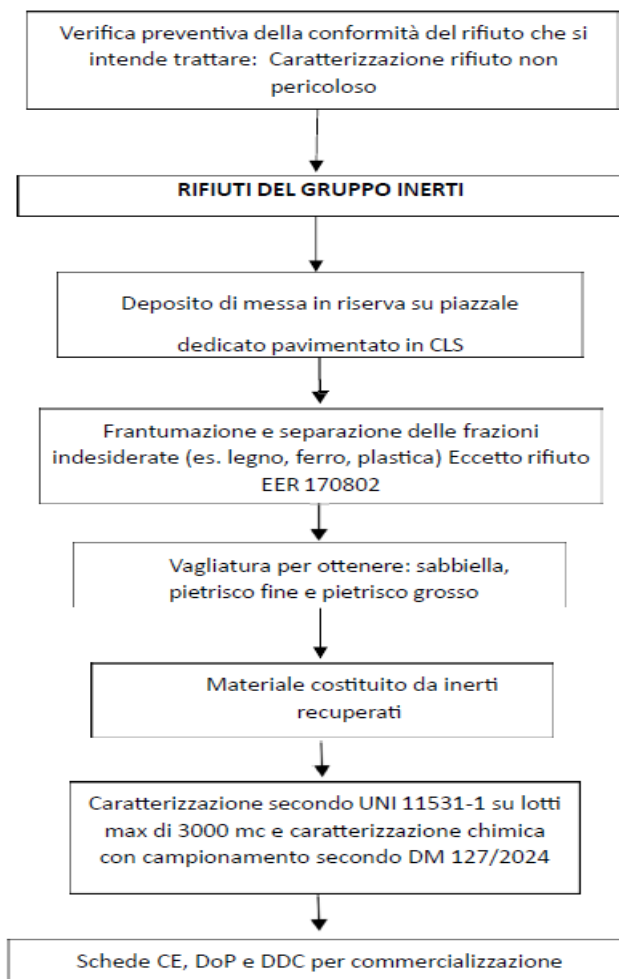 Verifica preventiva della conformità del rifiuto che si
intende trattare: Caratterizzazione rifiuto non
pericoloso
RIFIUTI DEL GRUPPO INERTI
Deposito di messa in riserva su piazzale
dedicato pavimentato in CLS
Frantumazione e separazione delle frazioni
indesiderate (es. legno, ferro, plastica) Eccetto rifiuto
EER 170802
Vagliatura per ottenere: sabbiella,
pietrisco fine e pietrisco grosso
Materiale costituito da inerti
recuperati
Caratterizzazione secondo UNI 11531-1 su lotti
max di 3000 mc e caratterizzazione chimica
con campionamento secondo DM 127/2024
Schede CE, DoP e DDC per commercializzazione